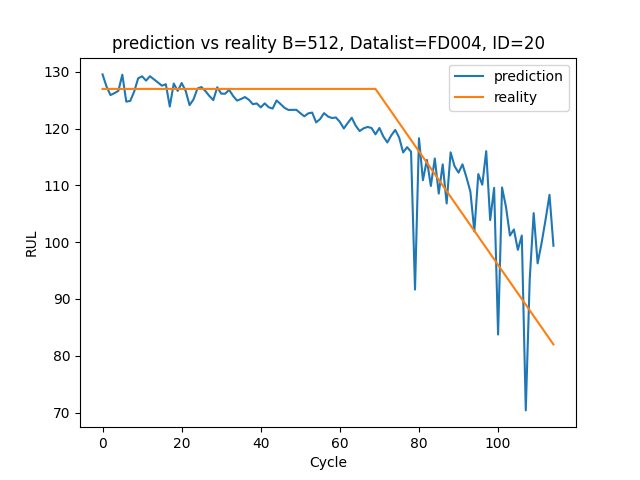 prediction vs reality B=512, Datalist=FD004, ID=20
prediction
reality
130
120
110
100
90
80
70
RUL
0
20
40
60
80
100
Cycle